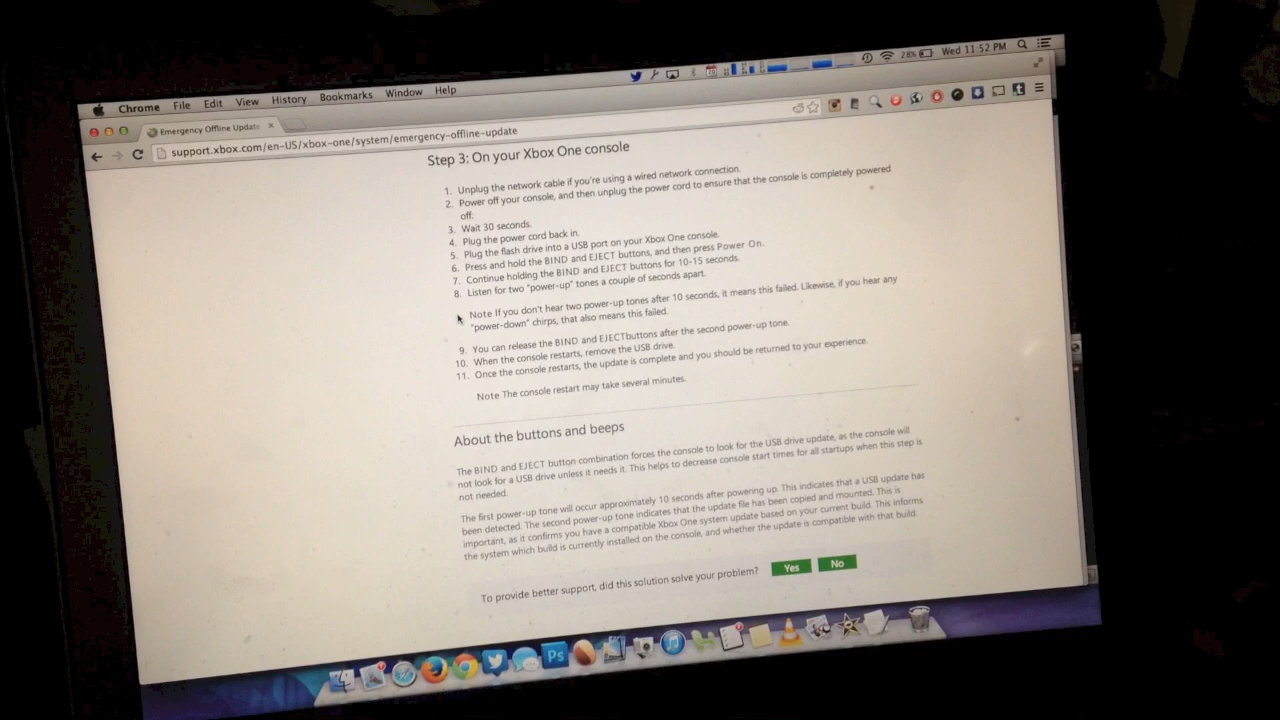 Chrome File Edit View History Bookmarks Window Help 28% Wed 11:52 PM
Emergency Offline Update
support.xbox.com/en-US/xbox-one/system/emergency-offline-update
Step 3: On your Xbox One console
1. Unplug the network cable if you're using a wired network connection.
2. Power off your console, and then unplug the power cord to ensure that the console is completely powered
off.
3. Wait 30 seconds.
4. Plug the power cord back in.
5. Plug the flash drive into a USB port on your Xbox One console.
6. Press and hold the BIND and EJECT buttons, and then press Power On.
7. Continue holding the BIND and EJECT buttons for 10-15 seconds.
8. Listen for two "power-up" tones a couple of seconds apart.
Note If you don't hear two power-up tones after 10 seconds, it means this failed. Likewise, if you hear any
"power-down" chirps, that also means this failed.
9. You can release the BIND and EJECTbuttons after the second power-up tone.
10. When the console restarts, remove the USB drive.
11. Once the console restarts, the update is complete and you should be returned to your experience.
Note The console restart may take several minutes.
About the buttons and beeps
The BIND and EJECT button combination forces the console to look for the USB drive update, as the console will
not look for a USB drive unless it needs it. This helps to decrease console start times for all startups when this step is
not needed.
The first power-up tone will occur approximately 10 seconds after powering up. This indicates that a USB update has
been detected. The second power-up tone indicates that the update file has been copied and mounted. This is
important, as it confirms you have a compatible Xbox One system update based on your current build. This informs
the system which build is currently installed on the console, and whether the update is compatible with that build.
To provide better support, did this solution solve your problem? Yes No
Ps